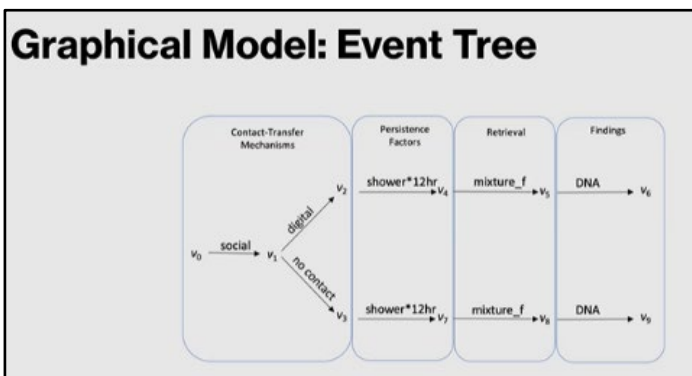 Graphical Model: Event Tree
Contact-Transfer
Mechanisms
Persistence
Factors
Retrieval
Findings
v₂
shower*12hr
v₄
mixture_f
v₅
DNA
v₆
digital
v₀
social
v₁
no contact
v₃
shower*12hr
v₇
mixture_f
v₈
DNA
v₉